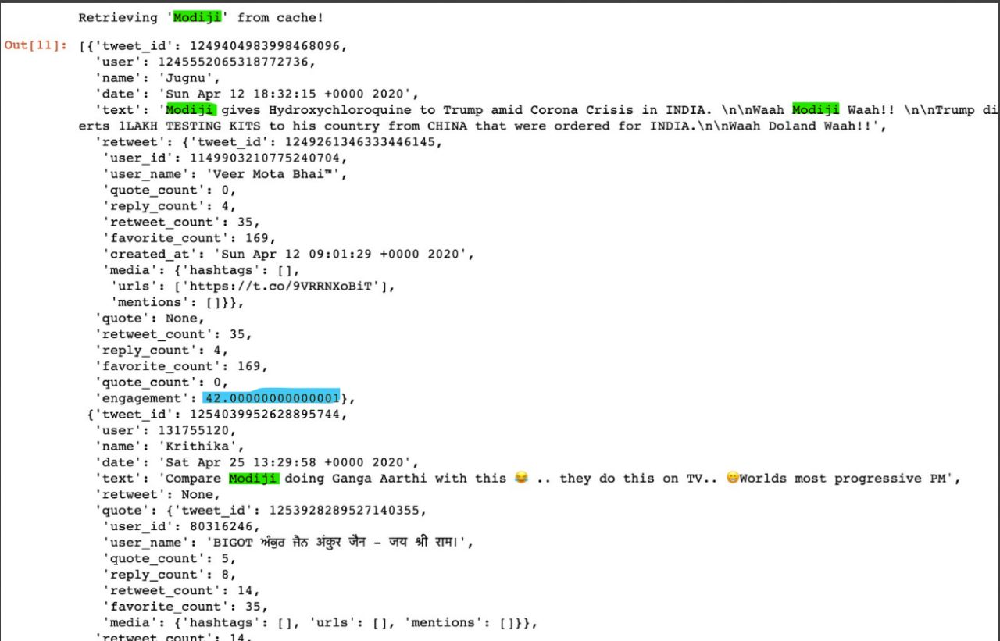 Retrieving 'Modiji' from cache!
Out[11]: [{'tweet_id': 1249404983998468096,
'user': 1245552065318772736,
'name': 'Jugnu',
'date': 'Sun Apr 12 18:32:15 +0000 2020',
'text': 'Modiji gives Hydroxychloroquine to Trump amid Corona Crisis in INDIA. \n\nWaah Modiji Waah!! \n\nTrump di
erts 1LAKH TESTING KITS to his country from CHINA that were ordered for INDIA.\n\nWaah Doland Waah!!',
'retweet': {'tweet_id': 1249261346333446145,
'user_id': 1149903210775240704,
'user_name': 'Veer Mota Bhai™',
'quote_count': 0,
'reply_count': 4,
'retweet_count': 35,
'favorite_count': 169,
'created_at': 'Sun Apr 12 09:01:29 +0000 2020',
'media': {'hashtags': [],
'urls': ['https://t.co/9VRRNXoBiT'],
'mentions': []}},
'quote': None,
'retweet_count': 35,
'reply_count': 4,
'favorite_count': 169,
'quote_count': 0,
'engagement': 42.00000000000001},
{'tweet_id': 1254039952628895744,
'user': 131755120,
'name': 'Krithika',
'date': 'Sat Apr 25 13:29:58 +0000 2020',
'text': 'Compare Modiji doing Ganga Aarthi with this 😂 .. they do this on TV.. 😁Worlds most progressive PM',
'retweet': None,
'quote': {'tweet_id': 1253928289527140355,
'user_id': 80316246,
'user_name': 'BIGOT ਅੰਕੁਰ ਜੈਨ अंकुर जैन – जय श्री राम।',
'quote_count': 5,
'reply_count': 8,
'retweet_count': 14,
'favorite_count': 35,
'media': {'hashtags': [], 'urls': [], 'mentions': []}},
'retweet_count': 14,